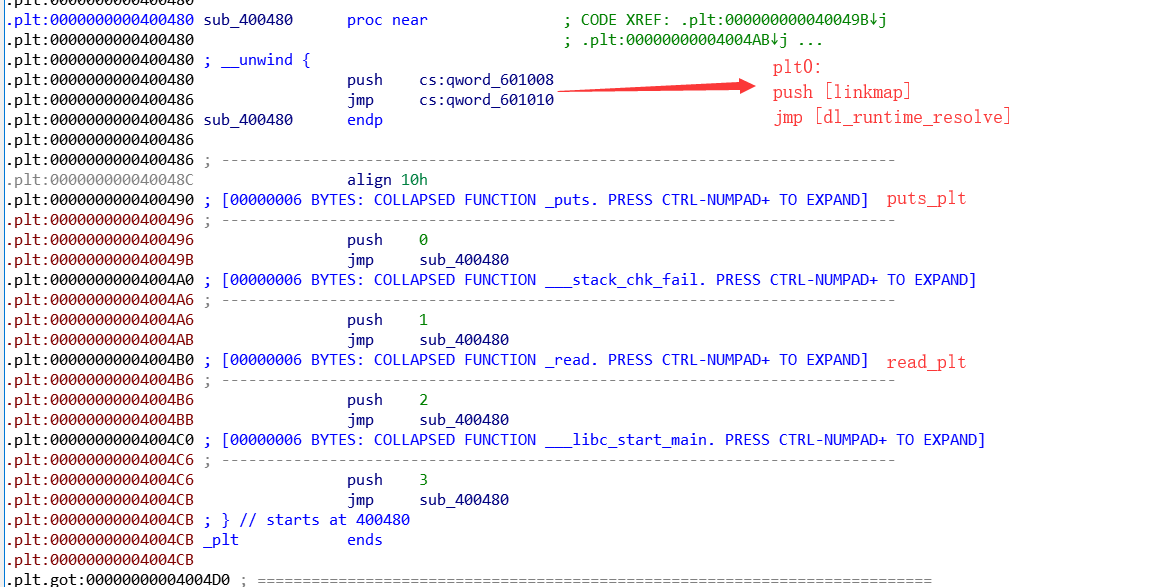 .plt:0000000000400480
.plt:0000000000400480 sub_400480 proc near ; CODE XREF: .plt:000000000040049B↓j
.plt:0000000000400480 ; .plt:00000000004004AB↓j ...
.plt:0000000000400480 ; __unwind {
.plt:0000000000400480 push cs:qword_601008
.plt:0000000000400486 jmp cs:qword_601010
.plt:0000000000400486 sub_400480 endp
plt0:
push [linkmap]
jmp [dl_runtime_resolve]
.plt:0000000000400486
.plt:0000000000400486 ; ---------------------------------------------------------------------------
.plt:000000000040048C align 10h
.plt:0000000000400490 ; [00000006 BYTES: COLLAPSED FUNCTION _puts. PRESS CTRL-NUMPAD+ TO EXPAND] puts_plt
.plt:0000000000400496 ; ---------------------------------------------------------------------------
.plt:0000000000400496 push 0
.plt:000000000040049B jmp sub_400480
.plt:00000000004004A0 ; [00000006 BYTES: COLLAPSED FUNCTION ___stack_chk_fail. PRESS CTRL-NUMPAD+ TO EXPAND]
.plt:00000000004004A6 ; ---------------------------------------------------------------------------
.plt:00000000004004A6 push 1
.plt:00000000004004AB jmp sub_400480
.plt:00000000004004B0 ; [00000006 BYTES: COLLAPSED FUNCTION _read. PRESS CTRL-NUMPAD+ TO EXPAND] read_plt
.plt:00000000004004B6 ; ---------------------------------------------------------------------------
.plt:00000000004004B6 push 2
.plt:00000000004004BB jmp sub_400480
.plt:00000000004004C0 ; [00000006 BYTES: COLLAPSED FUNCTION ___libc_start_main. PRESS CTRL-NUMPAD+ TO EXPAND]
.plt:00000000004004C6 ; ---------------------------------------------------------------------------
.plt:00000000004004C6 push 3
.plt:00000000004004CB jmp sub_400480
.plt:00000000004004CB ; } // starts at 400480
.plt:00000000004004CB _plt ends
.plt:00000000004004CB
.plt.got:00000000004004D0 ; ===========================================================================